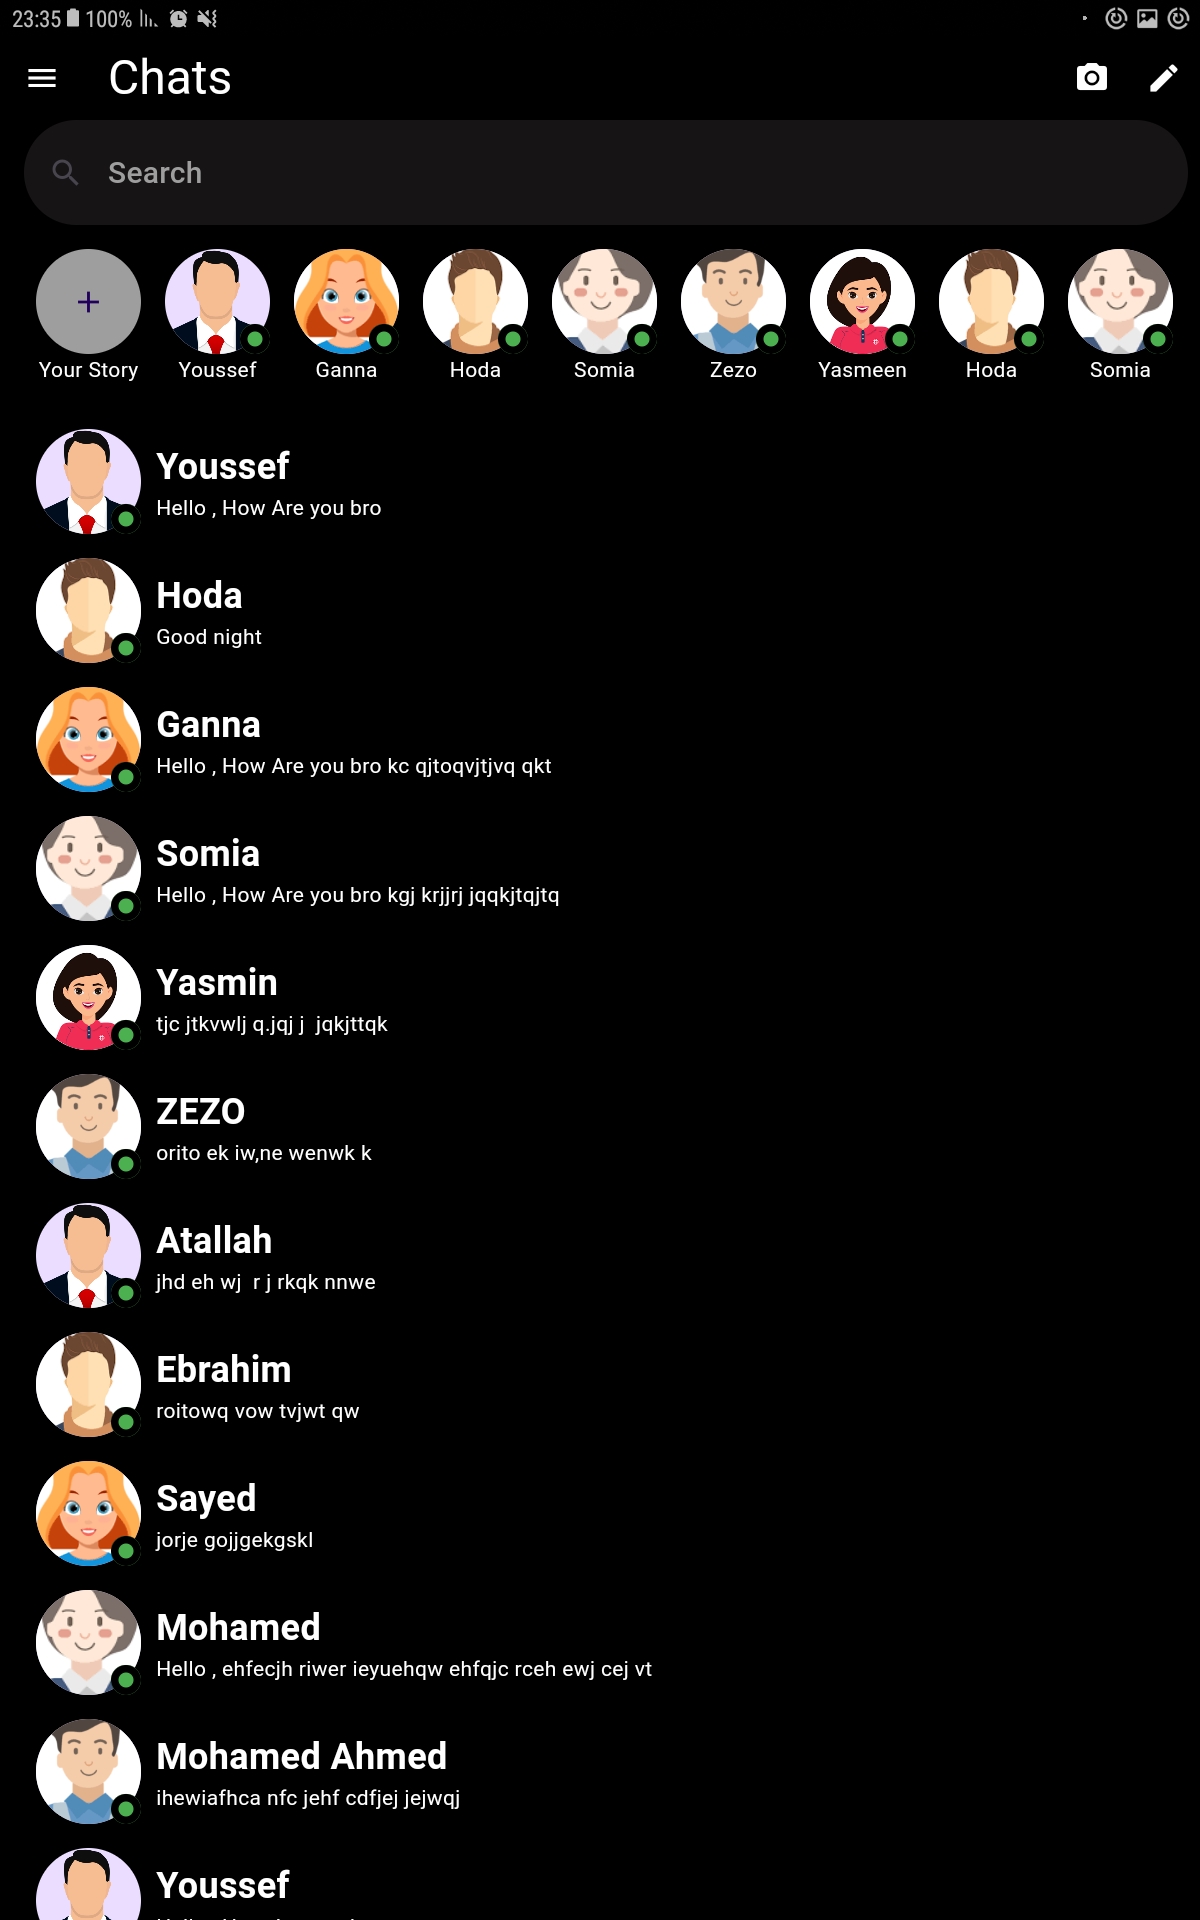 23:35 100%
Chats
Search
Your Story Youssef Ganna Hoda Somia Zezo Yasmeen Hoda Somia
Youssef
Hello , How Are you bro
Hoda
Good night
Ganna
Hello , How Are you bro kc qjtoqvjtjvq qkt
Somia
Hello , How Are you bro kgj krjjrj jqqkjtqjtq
Yasmin
tjc jtkvwlj q.jqj j  jqkjttqk
ZEZO
orito ek iw,ne wenwk k
Atallah
jhd eh wj  r j rkqk nnwe
Ebrahim
roitowq vow tvjwt qw
Sayed
jorje gojjgekgskl
Mohamed
Hello , ehfecjh riwer ieyuehqw ehfqjc rceh ewj cej vt
Mohamed Ahmed
ihewiafhca nfc jehf cdfjej jejwqj
Youssef